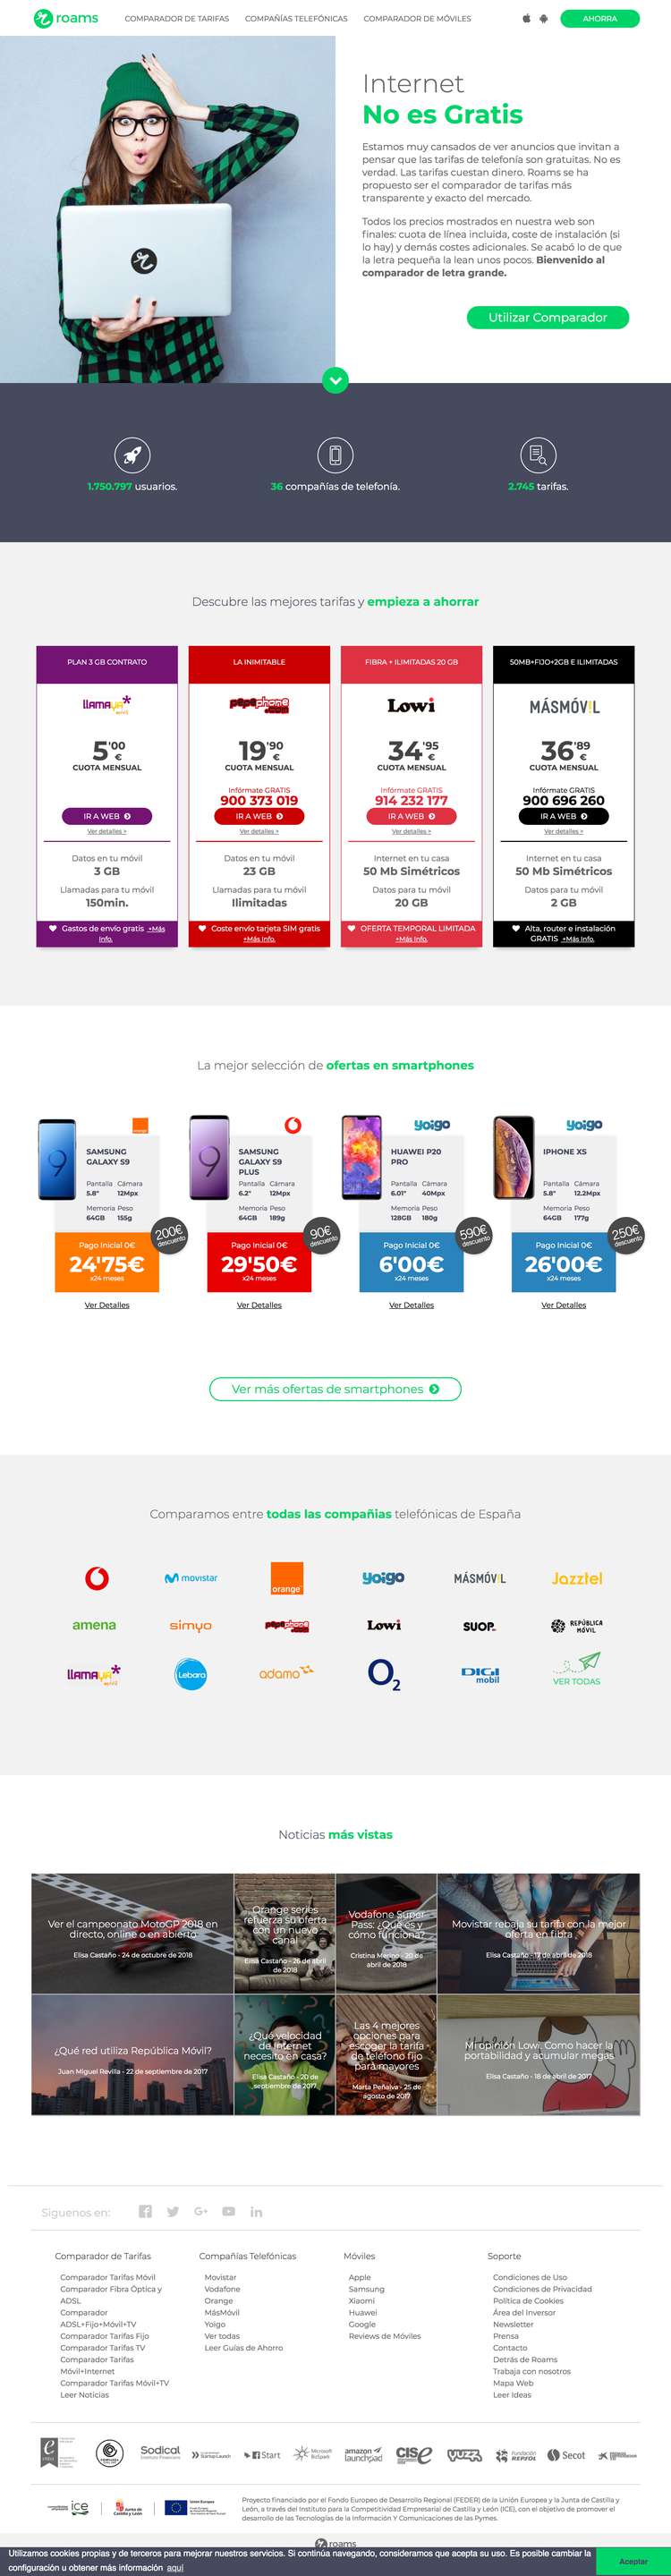 roams
COMPARADOR DE TARIFAS COMPAÑÍAS TELEFÓNICAS COMPARADOR DE MÓVILES AHORRA
Internet
No es Gratis
Estamos muy cansados de ver anuncios que invitan a
pensar que las tarifas de telefonía son gratuitas. No es
verdad. Las tarifas cuestan dinero. Roams se ha
propuesto ser el comparador de tarifas más
transparente y exacto del mercado.
Todos los precios mostrados en nuestra web son
finales: cuota de línea incluida, coste de instalación (si
lo hay) y demás costes adicionales. Se acabó lo de que
la letra pequeña la lean unos pocos. Bienvenido al
comparador de letra grande.
Utilizar Comparador
1.750.797 usuarios.
36 compañías de telefonía.
2.745 tarifas.
Descubre las mejores tarifas y empieza a ahorrar
PLAN 3 GB CONTRATO
LLAMAYA móvil
5'00 €
CUOTA MENSUAL
IR A WEB
Ver detalles >
Datos en tu móvil
3 GB
Llamadas para tu móvil
150min.
Gastos de envío gratis +Más
Info.
LA INIMITABLE
pepephone.com
19'90 €
CUOTA MENSUAL
Infórmate GRATIS
900 373 019
IR A WEB
Ver detalles >
Datos en tu móvil
23 GB
Llamadas para tu móvil
Ilimitadas
Coste envío tarjeta SIM gratis
+Más Info.
FIBRA + ILIMITADAS 20 GB
Lowi
34'95 €
CUOTA MENSUAL
Infórmate GRATIS
914 232 177
IR A WEB
Ver detalles >
Internet en tu casa
50 Mb Simétricos
Datos para tu móvil
20 GB
OFERTA TEMPORAL LIMITADA
+Más Info.
50MB+FIJO+2GB E ILIMITADAS
MÁSMÓVIL
36'89 €
CUOTA MENSUAL
Infórmate GRATIS
900 696 260
IR A WEB
Ver detalles >
Internet en tu casa
50 Mb Simétricos
Datos para tu móvil
2 GB
Alta, router e instalación
GRATIS +Más Info.
La mejor selección de ofertas en smartphones
orange
SAMSUNG
GALAXY S9
Pantalla Cámara
5.8" 12Mpx
Memoria Peso
64GB 155g
200€
descuento
Pago Inicial 0€
24'75€
x24 meses
Ver Detalles
SAMSUNG
GALAXY S9
PLUS
Pantalla Cámara
6.2" 12Mpx
Memoria Peso
64GB 189g
90€
descuento
Pago Inicial 0€
29'50€
x24 meses
Ver Detalles
yoigo
HUAWEI P20
PRO
Pantalla Cámara
6.01" 40Mpx
Memoria Peso
128GB 180g
590€
descuento
Pago Inicial 0€
6'00€
x24 meses
Ver Detalles
yoigo
IPHONE XS
Pantalla Cámara
5.8" 12.2Mpx
Memoria Peso
64GB 177g
250€
descuento
Pago Inicial 0€
26'00€
x24 meses
Ver Detalles
Ver más ofertas de smartphones
Comparamos entre todas las compañias telefónicas de España
movistar orange yoigo MÁSMÓVIL Jazztel
amena simyo pepephone Lowi SUOP REPÚBLICA MÓVIL
LLAMAYA móvil Lebara adamo O2 DIGI mobil VER TODAS
Noticias más vistas
Ver el campeonato MotoGP 2018 en
directo, online o en abierto
Elisa Castaño - 24 de octubre de 2018
Orange series
refuerza su oferta
con un nuevo
canal
Elisa Castaño - 26 de abril
de 2018
Vodafone Super
Pass: ¿Qué es y
cómo funciona?
Cristina Merino - 20 de
abril de 2018
Movistar rebaja su tarifa con la mejor
oferta en fibra
Elisa Castaño - 17 de abril de 2018
¿Qué red utiliza República Móvil?
Juan Miguel Revilla - 22 de septiembre de 2017
¿Qué velocidad
de Internet
necesito en casa?
Elisa Castaño - 20 de
septiembre de 2017
Las 4 mejores
opciones para
escoger la tarifa
de teléfono fijo
para mayores
Marta Peñalva - 25 de
agosto de 2017
Mi opinión Lowi. Como hacer la
portabilidad y acumular megas
Elisa Castaño - 18 de abril de 2017
Siguenos en:
Comparador de Tarifas
Comparador Tarifas Móvil
Comparador Fibra Óptica y
ADSL
Comparador
ADSL+Fijo+Móvil+TV
Comparador Tarifas Fijo
Comparador Tarifas TV
Comparador Tarifas
Móvil+Internet
Comparador Tarifas Móvil+TV
Leer Noticias
Compañías Telefónicas
Movistar
Vodafone
Orange
MásMóvil
Yoigo
Ver todas
Leer Guías de Ahorro
Móviles
Apple
Samsung
Xiaomi
Huawei
Google
Reviews de Móviles
Soporte
Condiciones de Uso
Condiciones de Privacidad
Política de Cookies
Área del Inversor
Newsletter
Prensa
Contacto
Detrás de Roams
Trabaja con nosotros
Mapa Web
Leer Ideas
Sodical StartupLaunch Start Microsoft BizSpark amazon launchpad CISE YUZZ fundación REPSOL Secot
ice Junta de Castilla y León Unión Europea
Proyecto financiado por el Fondo Europeo de Desarrollo Regional (FEDER) de la Unión Europea y la Junta de Castilla y
León, a través del Instituto para la Competitividad Empresarial de Castilla y León (ICE), con el objetivo de promover el
desarrollo de las Tecnologías de la Información Y Comunicaciones de las Pymes.
roams
Utilizamos cookies propias y de terceros para mejorar nuestros servicios. Si continúa navegando, consideramos que acepta su uso. Es posible cambiar la
configuración u obtener más información aquí
Aceptar